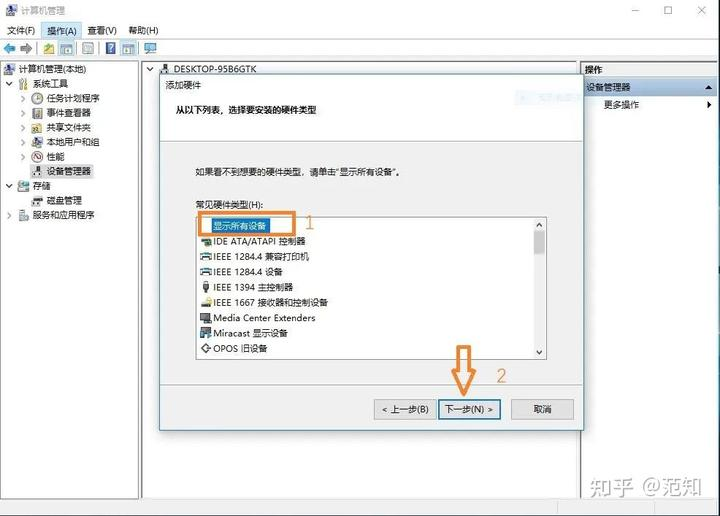 计算机管理
文件(F) 操作(A) 查看(V) 帮助(H)
计算机管理(本地)
系统工具
任务计划程序
事件查看器
共享文件夹
本地用户和组
性能
设备管理器
存储
磁盘管理
服务和应用程序
DESKTOP-95B6GTK
添加硬件
从以下列表，选择要安装的硬件类型
如果看不到想要的硬件类型，请单击“显示所有设备”。
常见硬件类型(H):
显示所有设备
1
IDE ATA/ATAPI 控制器
IEEE 1284.4 兼容打印机
IEEE 1284.4 设备
IEEE 1394 主控制器
IEEE 1667 接收器和控制设备
Media Center Extenders
Miracast 显示设备
OPOS 旧设备
2
< 上一步(B) 下一步(N) > 取消
操作
设备管理器
更多操作
知乎 @范知